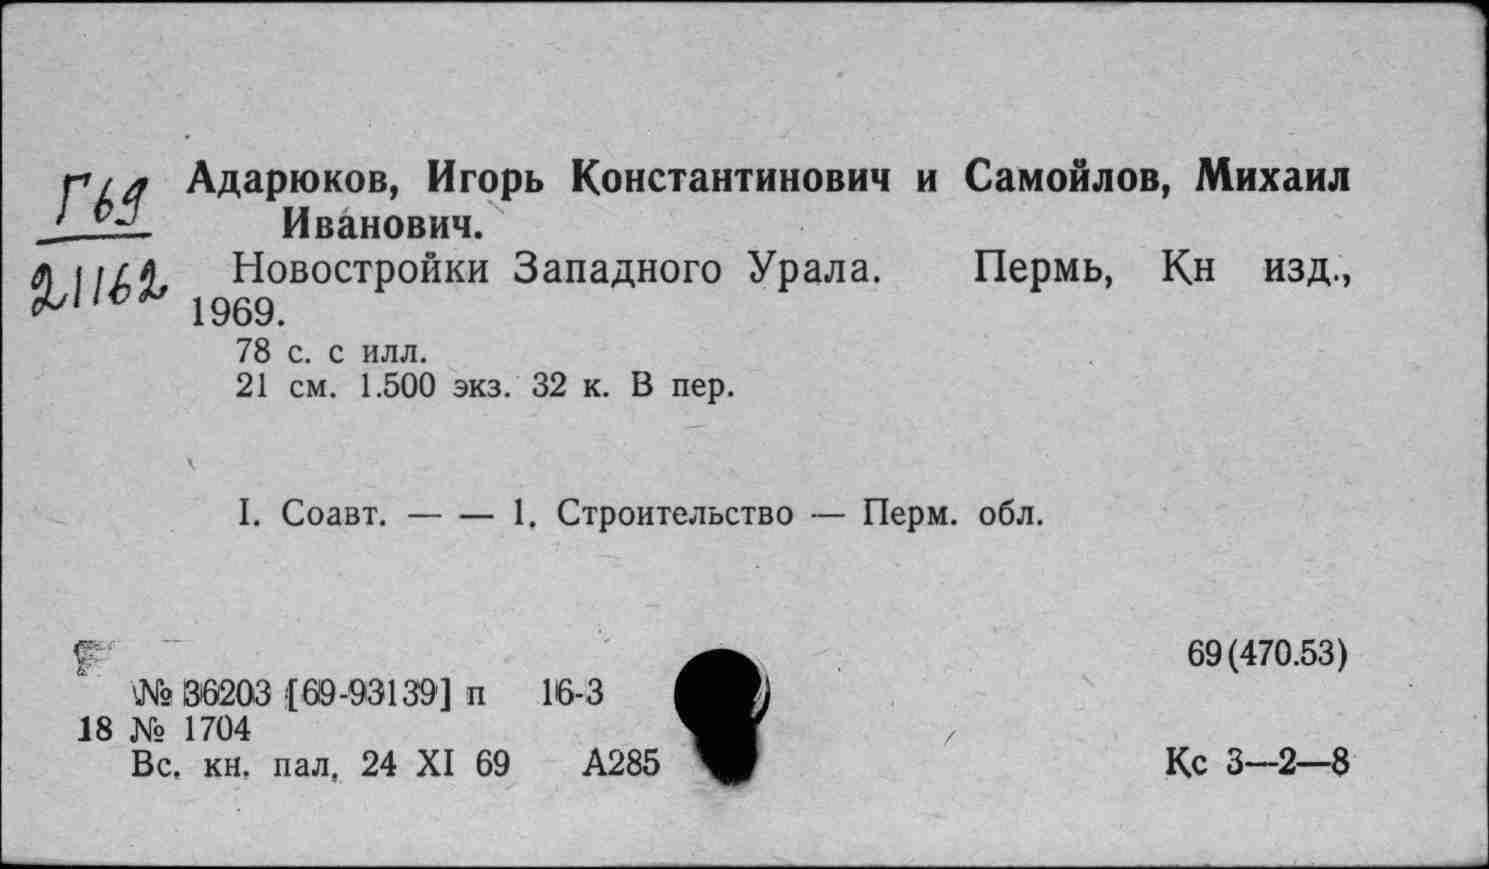 Г69
21162
Адарюков, Игорь Константинович и Самойлов, Михаил
Иванович.
Новостройки Западного Урала. Пермь, Кн изд.,
1969.
78 с. с илл.
21 см. 1.500 экз. 32 к. В пер.
I. Соавт. — — 1. Строительство — Перм. обл.
69(470.53)
№ 36203 [69-93139] п 16-3
18 № 1704
Вс. кн. пал. 24 XI 69 А285
Кс 3—2—8